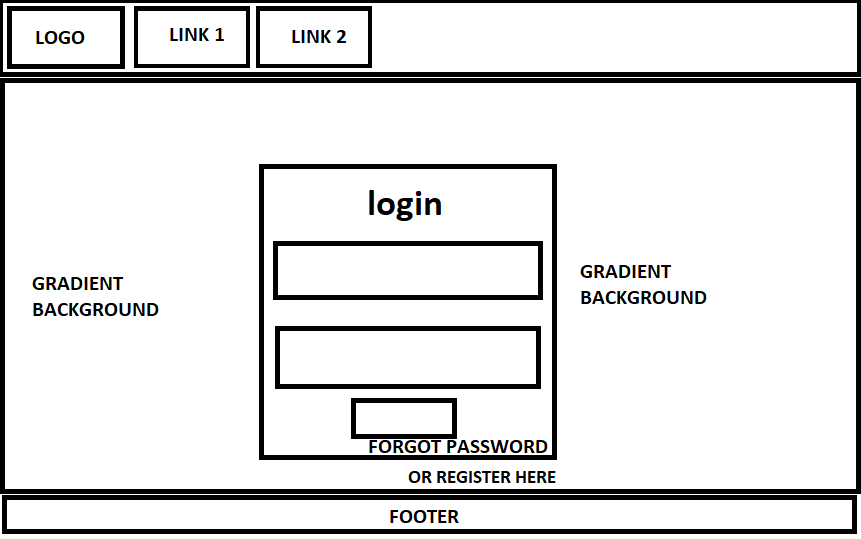 LOGO
LINK 1
LINK 2
login
GRADIENT
BACKGROUND
GRADIENT
BACKGROUND
FORGOT PASSWORD
OR REGISTER HERE
FOOTER